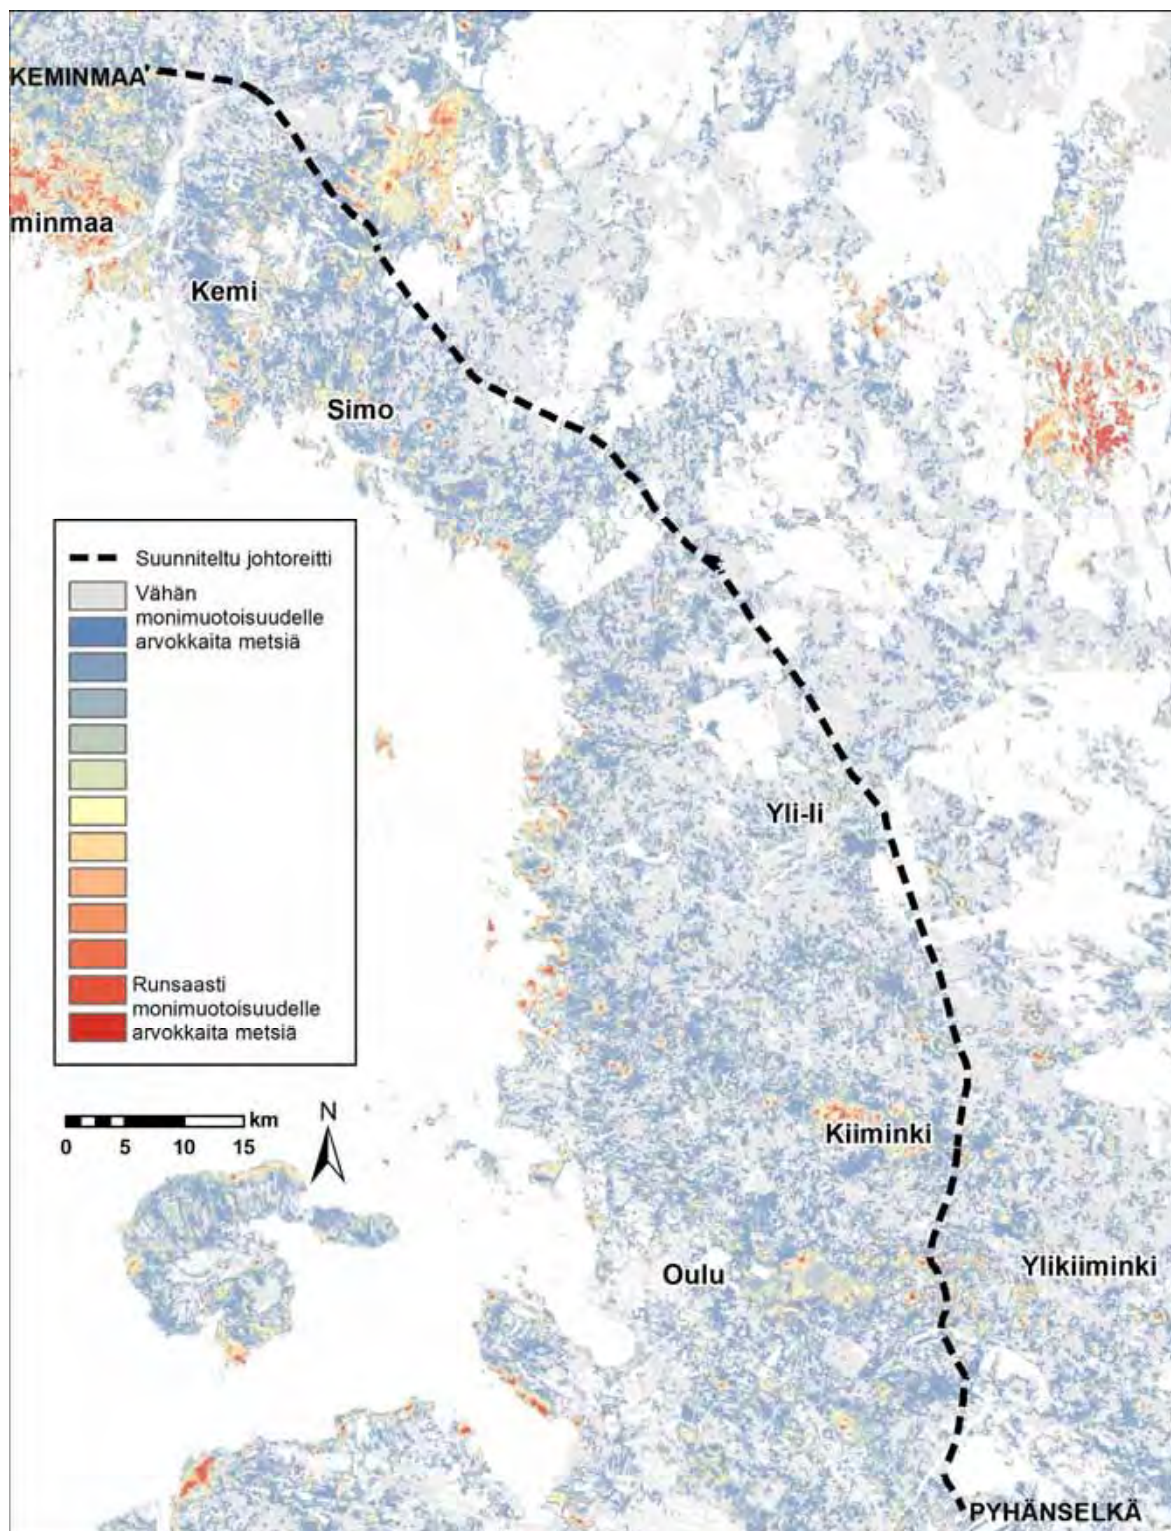 KEMINMAA
minmaa
Kemi
Simo
Suunniteltu johtoreitti
Vähän
monimuotoisuudelle
arvokkaita metsiä
Yli-Ii
Runsaasti
monimuotoisuudelle
arvokkaita metsiä
N
km
0 5 10 15
Kiiminki
Oulu
Ylikiiminki
PYHÄNSELKÄ